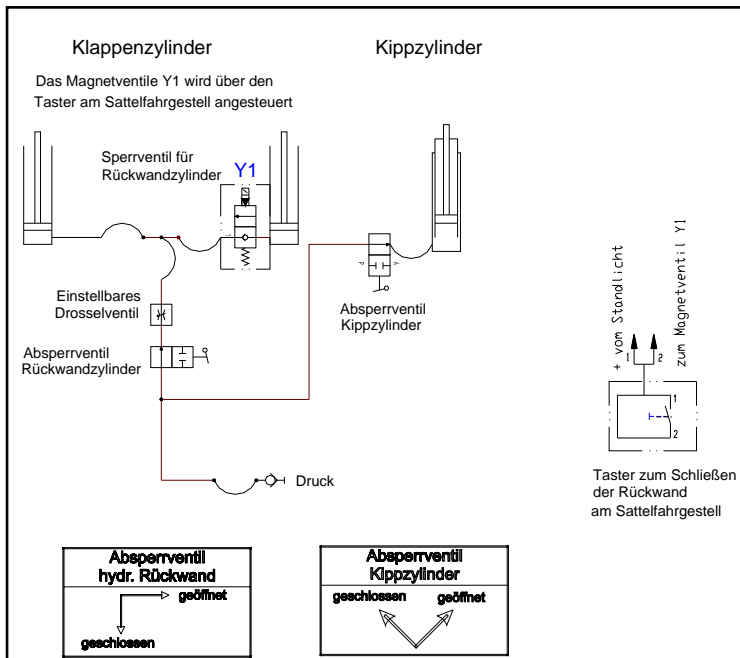 Klappenzylinder
Kippzylinder
Das Magnetventile Y1 wird über den
Taster am Sattelfahrgestell angesteuert
Sperrventil für
Rückwandzylinder
Y1
Einstellbares
Drosselventil
Absperrventil
Rückwandzylinder
Absperrventil
Kippzylinder
Druck
+ vom Standlicht
zum Magnetventil Y1
1
2
1
2
Taster zum Schließen
der Rückwand
am Sattelfahrgestell
Absperrventil
hydr. Rückwand
geöffnet
geschlossen
Absperrventil
Kippzylinder
geschlossen
geöffnet